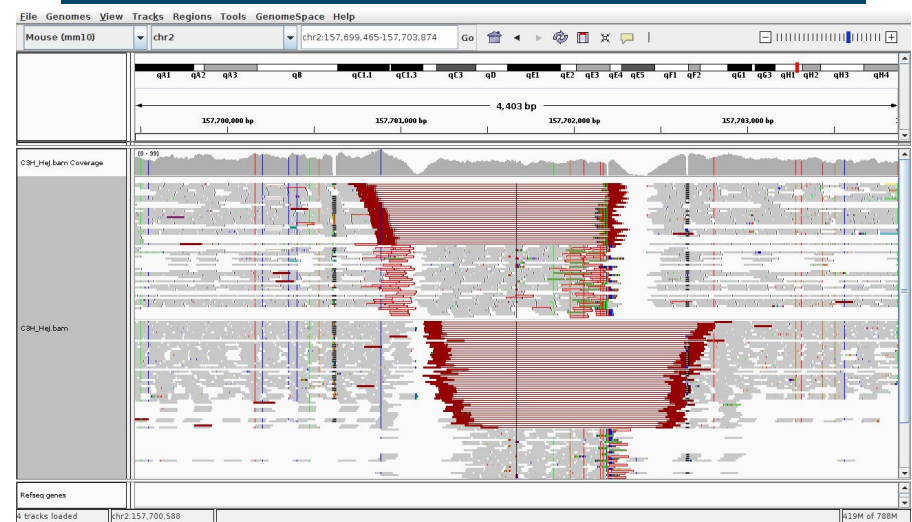 File Genomes View Tracks Regions Tools GenomeSpace Help
Mouse (mm10) chr2 chr2:157,699,465-157,703,874 Go
qA1 qA2 qA3 qB qC1.1 qC1.3 qC3 qD qE1 qE2 qE3 qE4 qE5 qF1 qF2 qG1 qG3 qH1 qH2 qH3 qH4
4,403 bp
157,700,000 bp 157,701,000 bp 157,702,000 bp 157,703,000 bp
C3H_HeJ.bam Coverage
[0 - 99]
C3H_HeJ.bam
Refseq genes
4 tracks loaded chr2:157,700,588 419M of 788M